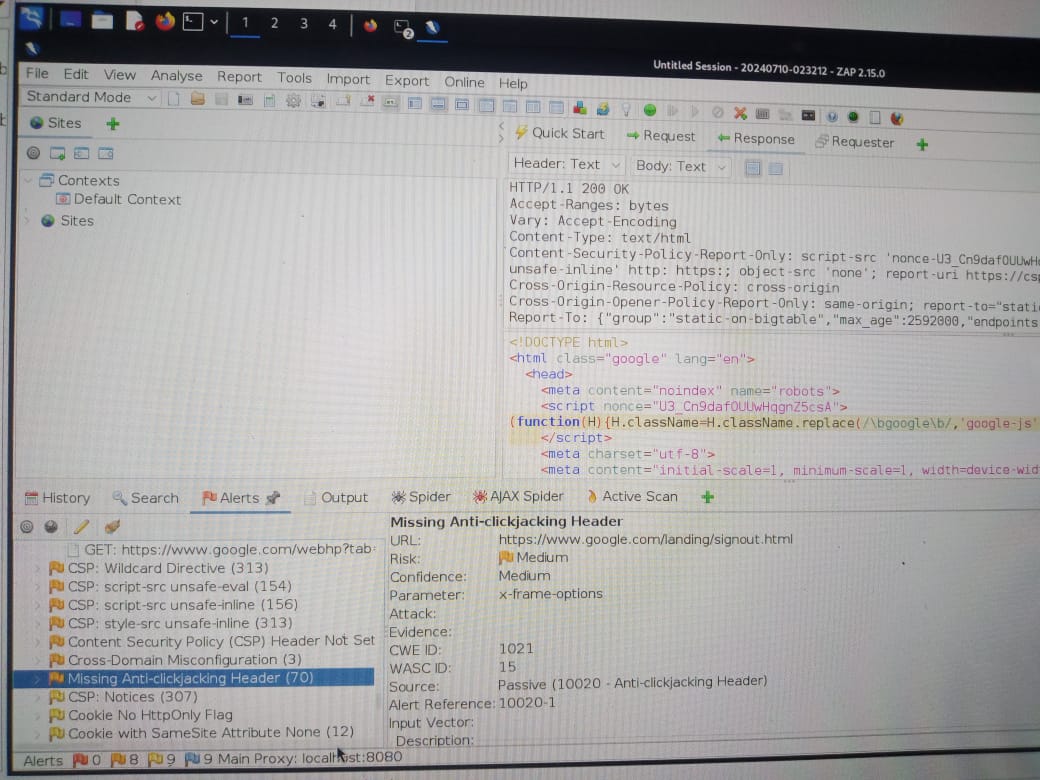 1 2 3 4
2
Untitled Session - 20240710-023212 - ZAP 2.15.0
File Edit View Analyse Report Tools Import Export Online Help
Standard Mode
Sites
Quick Start Request Response Requester
Header: Text Body: Text
Contexts
Default Context
Sites
HTTP/1.1 200 OK
Accept-Ranges: bytes
Vary: Accept-Encoding
Content-Type: text/html
Content-Security-Policy-Report-Only: script-src 'nonce-U3_Cn9daf0UUwHq
unsafe-inline' http: https:; object-src 'none'; report-uri https://csp
Cross-Origin-Resource-Policy: cross-origin
Cross-Origin-Opener-Policy-Report-Only: same-origin; report-to="stati
Report-To: {"group":"static-on-bigtable","max_age":2592000,"endpoints
<!DOCTYPE html>
<html class="google" lang="en">
<head>
<meta content="noindex" name="robots">
<script nonce="U3_Cn9daf0UUwHqgnZ5csA">
(function(H){H.className=H.className.replace(/\bgoogle\b/,'google-js'
</script>
<meta charset="utf-8">
<meta content="initial-scale=1, minimum-scale=1, width=device-wid
History Search Alerts Output Spider AJAX Spider Active Scan
GET: https://www.google.com/webhp?tab
CSP: Wildcard Directive (313)
CSP: script-src unsafe-eval (154)
CSP: script-src unsafe-inline (156)
CSP: style-src unsafe-inline (313)
Content Security Policy (CSP) Header Not Set
Cross-Domain Misconfiguration (3)
Missing Anti-clickjacking Header (70)
CSP: Notices (307)
Cookie No HttpOnly Flag
Cookie with SameSite Attribute None (12)
Missing Anti-clickjacking Header
URL: https://www.google.com/landing/signout.html
Risk: Medium
Confidence: Medium
Parameter: x-frame-options
Attack:
Evidence:
CWE ID: 1021
WASC ID: 15
Source: Passive (10020 - Anti-clickjacking Header)
Alert Reference: 10020-1
Input Vector:
Description:
Alerts 0 8 9 9 Main Proxy: localhost:8080